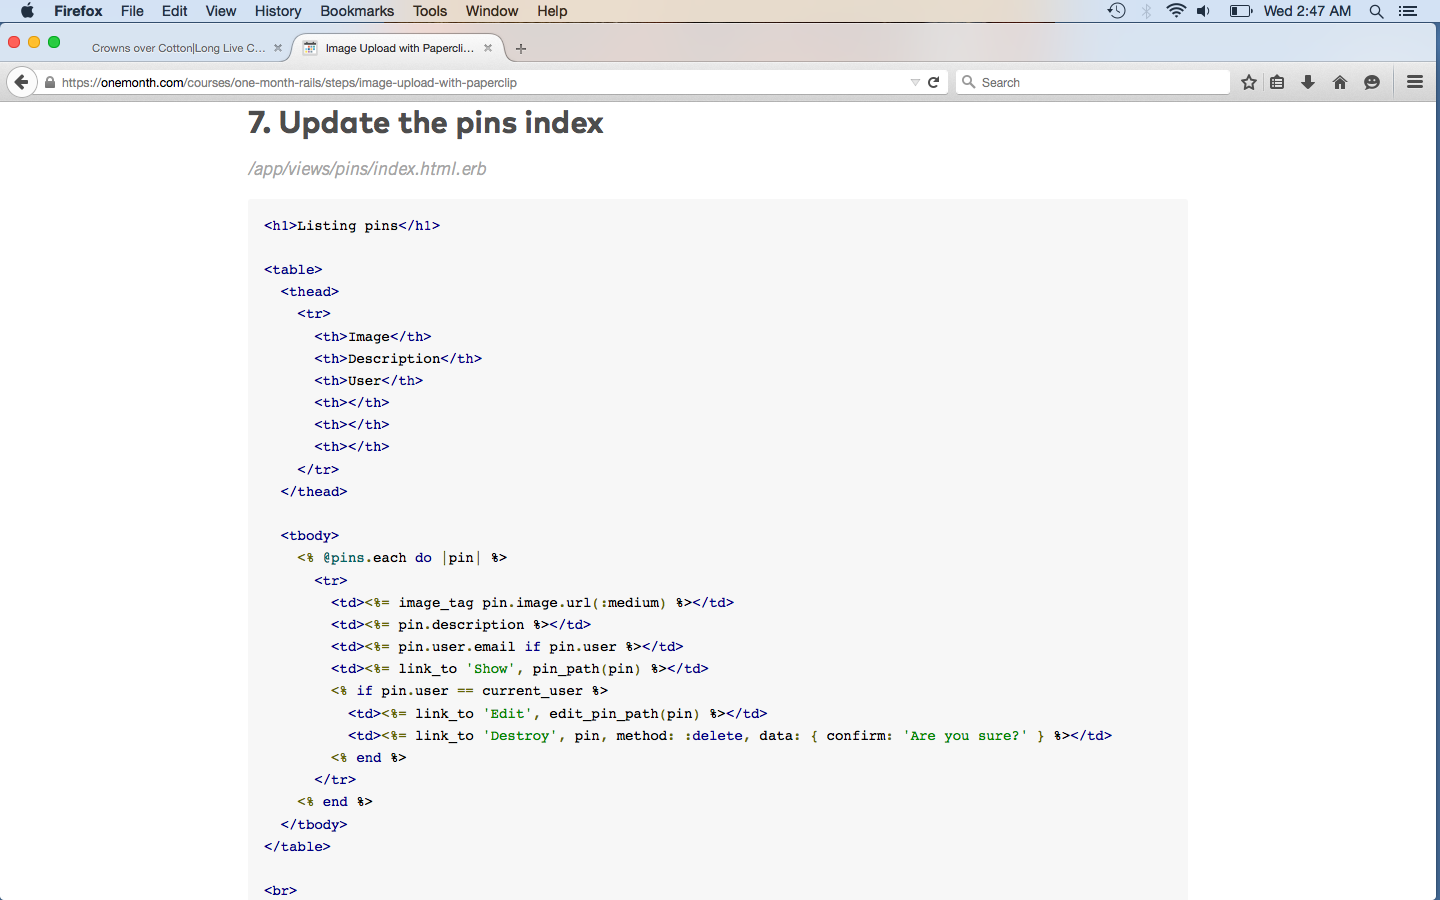 Firefox File Edit View History Bookmarks Tools Window Help Wed 2:47 AM
Crowns over Cotton|Long Live C... Image Upload with Papercli...
https://onemonth.com/courses/one-month-rails/steps/image-upload-with-paperclip Search
7. Update the pins index
/app/views/pins/index.html.erb
<h1>Listing pins</h1>
<table>
<thead>
<tr>
<th>Image</th>
<th>Description</th>
<th>User</th>
<th></th>
<th></th>
<th></th>
</tr>
</thead>
<tbody>
<% @pins.each do |pin| %>
<tr>
<td><%= image_tag pin.image.url(:medium) %></td>
<td><%= pin.description %></td>
<td><%= pin.user.email if pin.user %></td>
<td><%= link_to 'Show', pin_path(pin) %></td>
<% if pin.user == current_user %>
<td><%= link_to 'Edit', edit_pin_path(pin) %></td>
<td><%= link_to 'Destroy', pin, method: :delete, data: { confirm: 'Are you sure?' } %></td>
<% end %>
</tr>
<% end %>
</tbody>
</table>
<br>